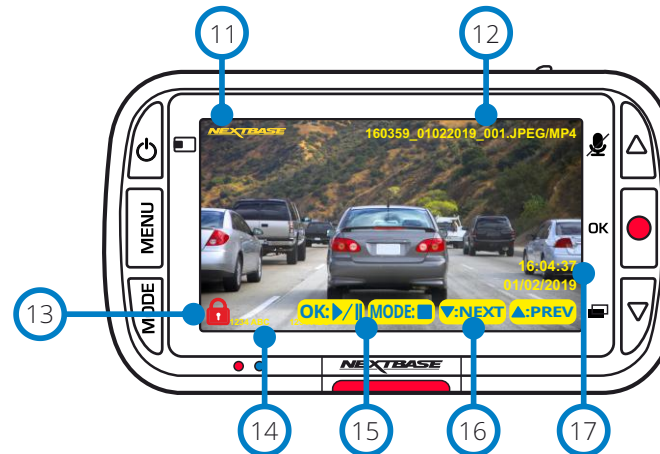 11
12
NEXTBASE
160359_01022019_001.JPEG/MP4
MENU
OK
16:04:37
01/02/2019
13
MODE
OK:▶/‖ MODE:■ ▼:NEXT ▲:PREV
NEXTBASE
14
15
16
17